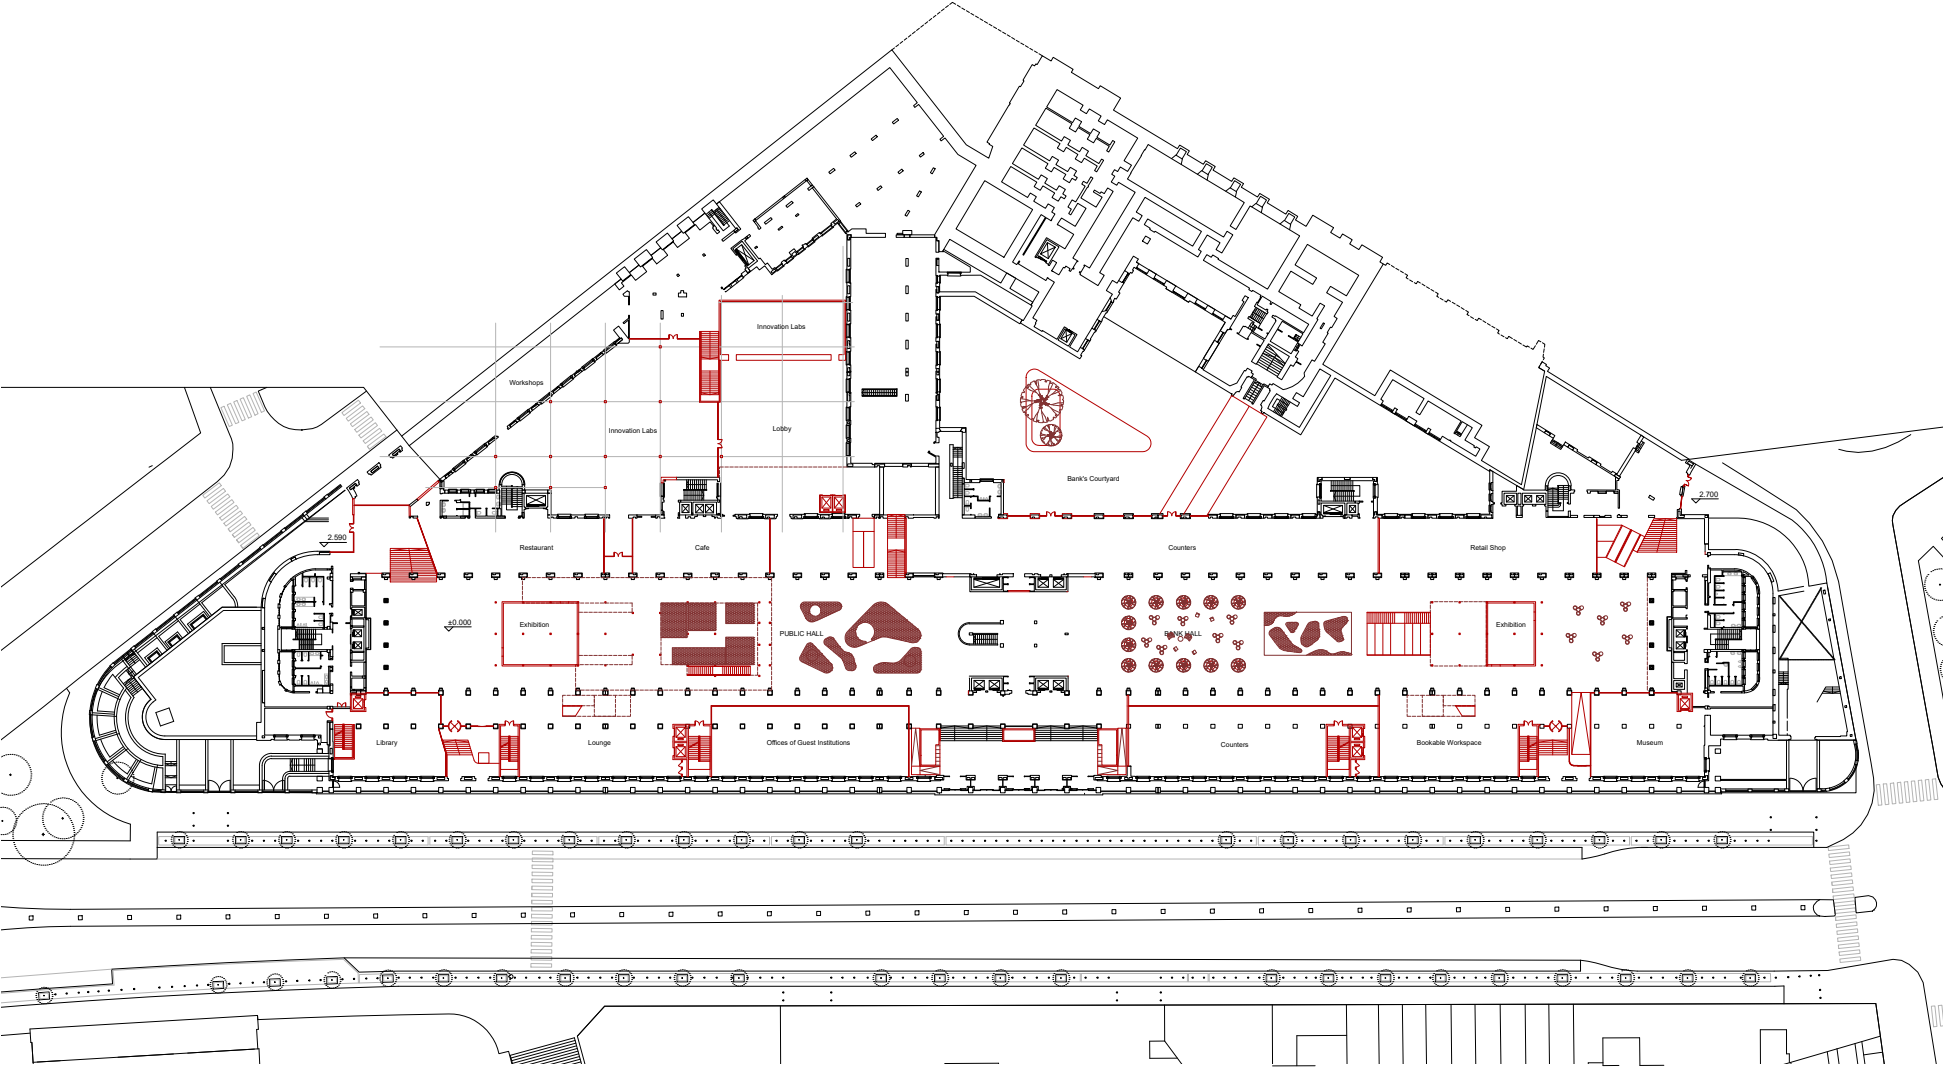 Innovation Labs
Workshops
Innovation Labs
Lobby
Bank's Courtyard
2.700
2.590
Restaurant
Cafe
Counters
Retail Shop
±0.000
Exhibition
PUBLIC HALL
BANK HALL
Exhibition
Library
Lounge
Offices of Guest Institutions
Counters
Bookable Workspace
Museum